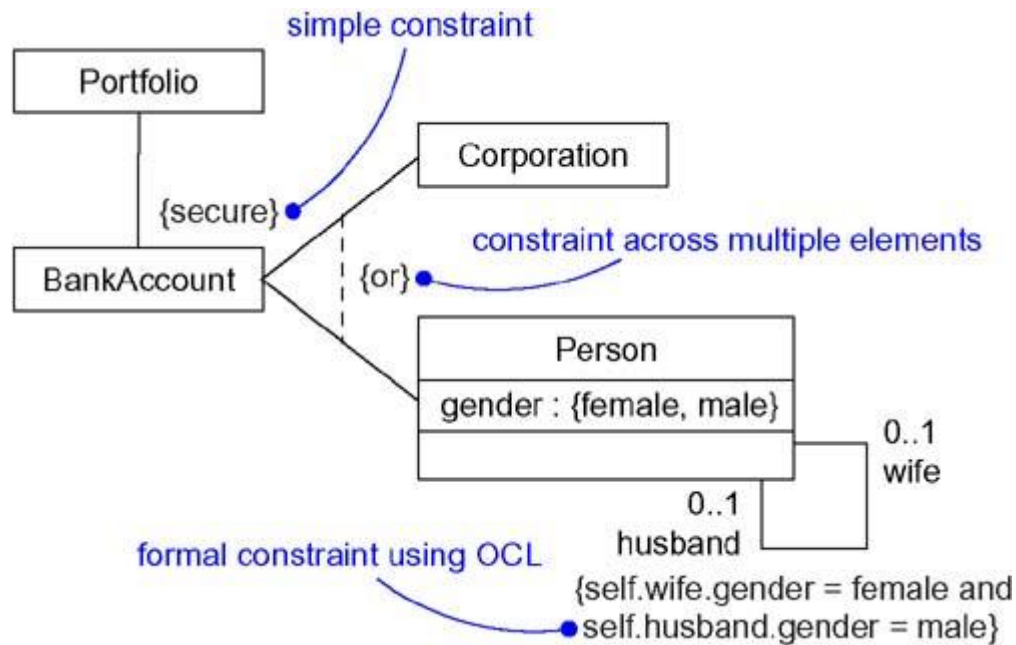 simple constraint
Portfolio
Corporation
{secure}
constraint across multiple elements
BankAccount
{or}
Person
gender : {female, male}
0..1
wife
0..1
husband
formal constraint using OCL
{self.wife.gender = female and
self.husband.gender = male}